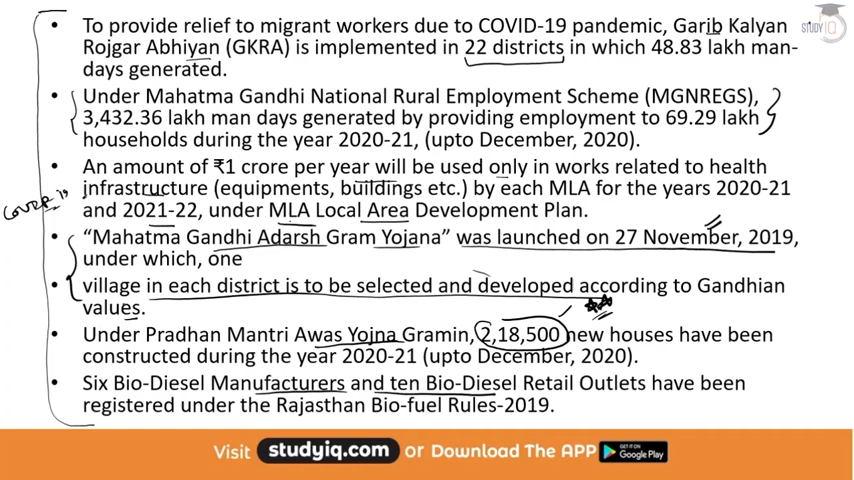 STUDY IQ
• To provide relief to migrant workers due to COVID-19 pandemic, Garib Kalyan
Rojgar Abhiyan (GKRA) is implemented in 22 districts in which 48.83 lakh man-
days generated.
• Under Mahatma Gandhi National Rural Employment Scheme (MGNREGS),
3,432.36 lakh man days generated by providing employment to 69.29 lakh
households during the year 2020-21, (upto December, 2020).
• An amount of ₹1 crore per year will be used only in works related to health
infrastructure (equipments, buildings etc.) by each MLA for the years 2020-21
and 2021-22, under MLA Local Area Development Plan.
• “Mahatma Gandhi Adarsh Gram Yojana” was launched on 27 November, 2019,
under which, one
• village in each district is to be selected and developed according to Gandhian
values.
• Under Pradhan Mantri Awas Yojna Gramin, 2,18,500 new houses have been
constructed during the year 2020-21 (upto December, 2020).
• Six Bio-Diesel Manufacturers and ten Bio-Diesel Retail Outlets have been
registered under the Rajasthan Bio-fuel Rules-2019.
Visit studyiq.com or Download The APP GET IT ON Google Play